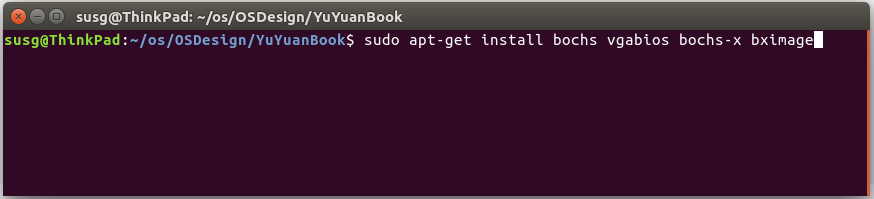 susg@ThinkPad: ~/os/OSDesign/YuYuanBook
susg@ThinkPad:~/os/OSDesign/YuYuanBook$ sudo apt-get install bochs vgabios bochs-x bximage